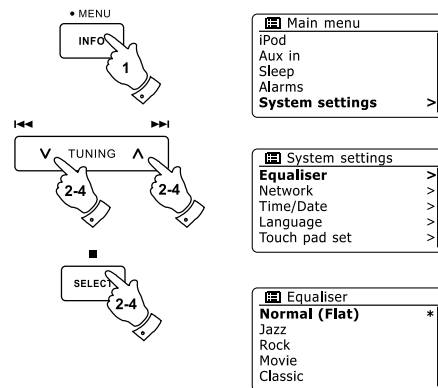 • MENU
INFO
1
TUNING
2-4
2-4
SELECT
2-4
Main menu
iPod
Aux in
Sleep
Alarms
System settings >
System settings
Equaliser >
Network >
Time/Date >
Language >
Touch pad set >
Equaliser
Normal (Flat) *
Jazz
Rock
Movie
Classic